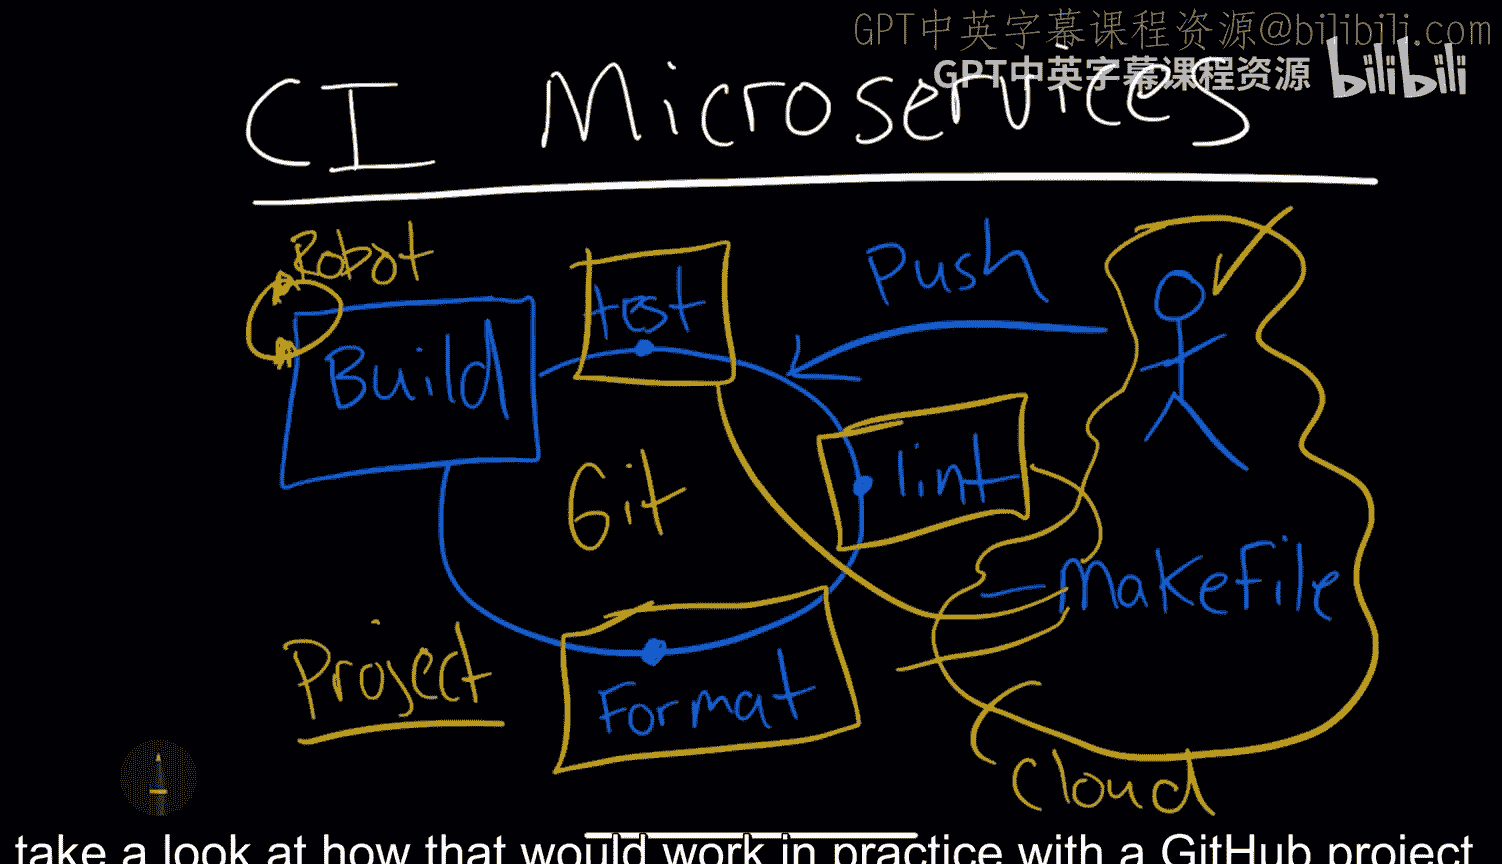 GPT中英字幕课程资源@bilibili.com
GPT中英字幕课程资源 bilibili
CI Microservices
Robot
Push
test
Build
lint
Git
makefile
Project
Format
Cloud
take a look at how that would work in practice with a GitHub project